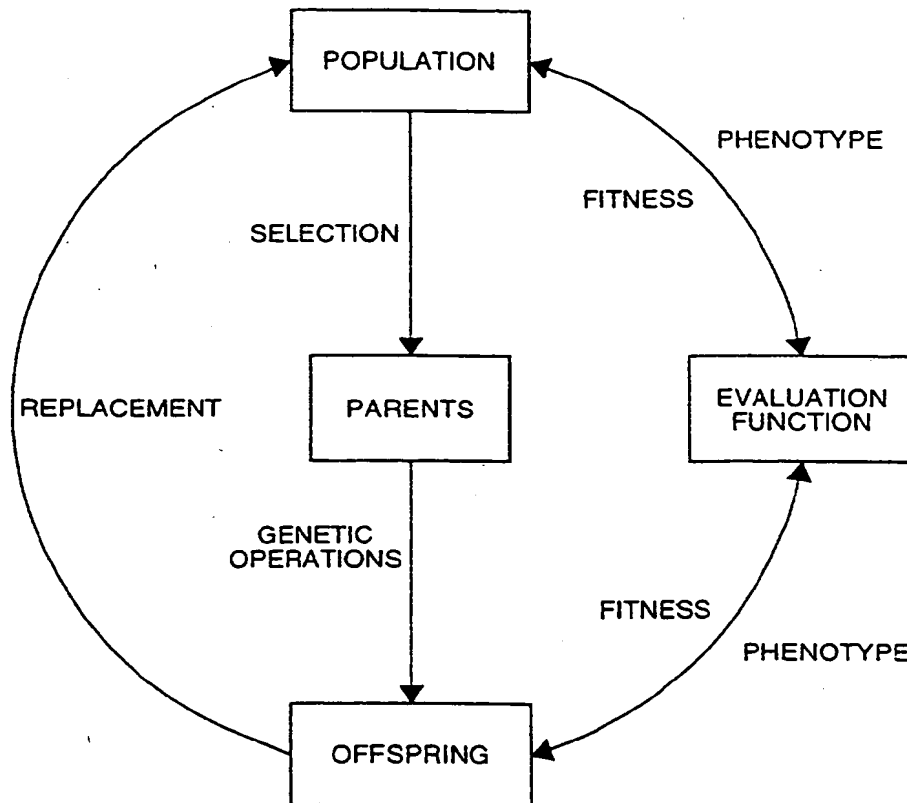 POPULATION
PHENOTYPE
FITNESS
SELECTION
REPLACEMENT
PARENTS
EVALUATION
FUNCTION
GENETIC
OPERATIONS
FITNESS
PHENOTYPE
OFFSPRING